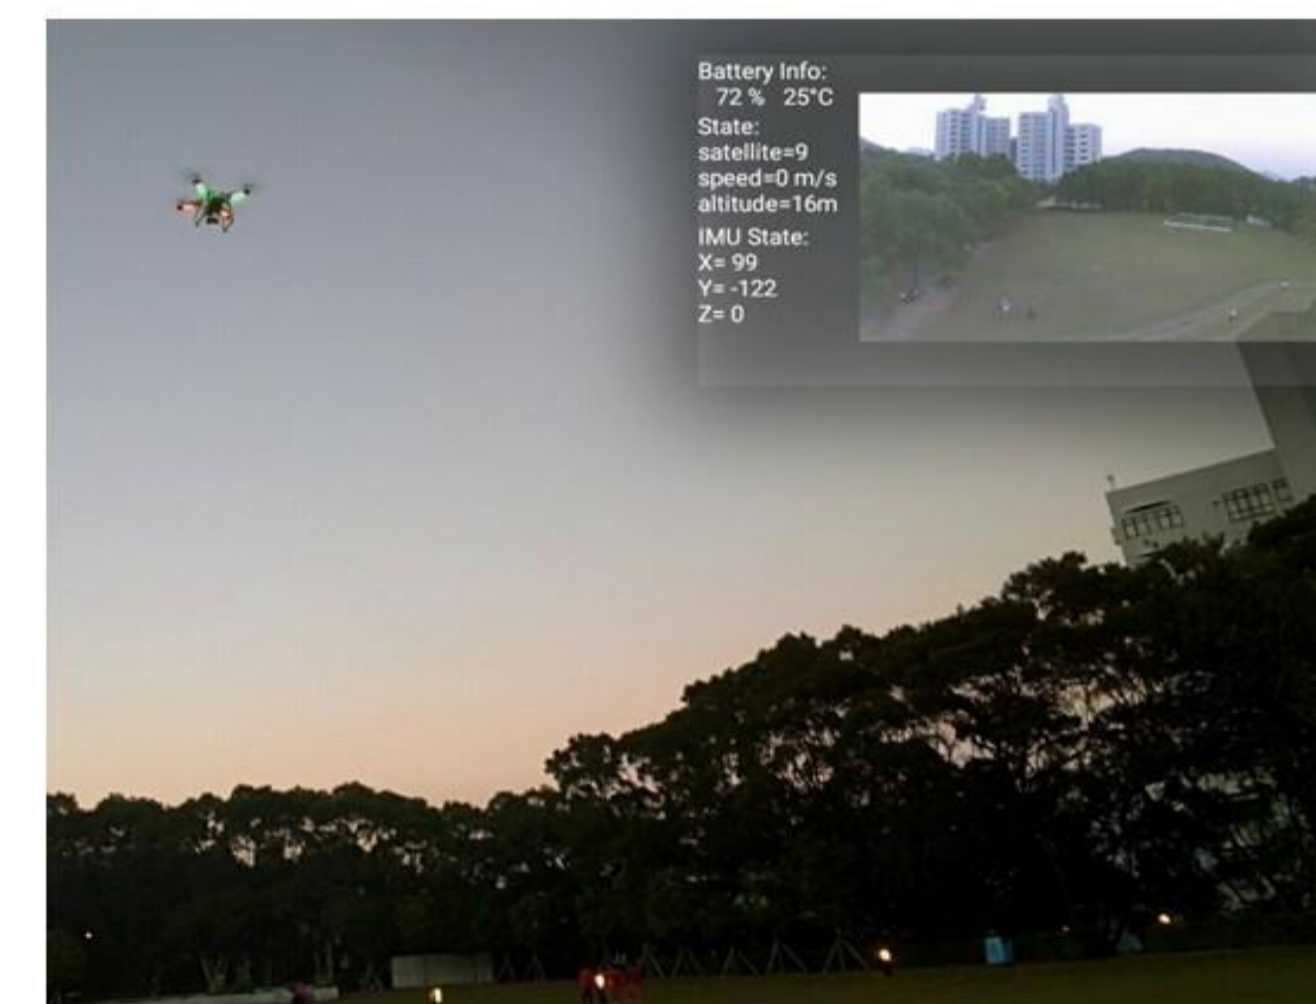 Battery Info:
72 % 25°C
State:
satellite=9
speed=0 m/s
altitude=16m
IMU State:
X= 99
Y= -122
Z= 0